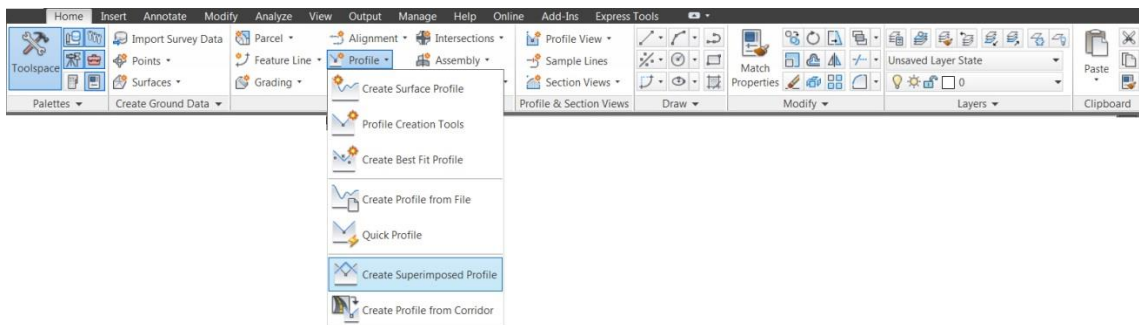 Home Insert Annotate Modify Analyze View Output Manage Help Online Add-Ins Express Tools
Import Survey Data Parcel Alignment Intersections Profile View
Toolspace Points Feature Line Profile Assembly Sample Lines Match Properties Unsaved Layer State Paste
Surfaces Grading Section Views 0
Palettes Create Ground Data Profile & Section Views Draw Modify Layers Clipboard
Create Surface Profile
Profile Creation Tools
Create Best Fit Profile
Create Profile from File
Quick Profile
Create Superimposed Profile
Create Profile from Corridor